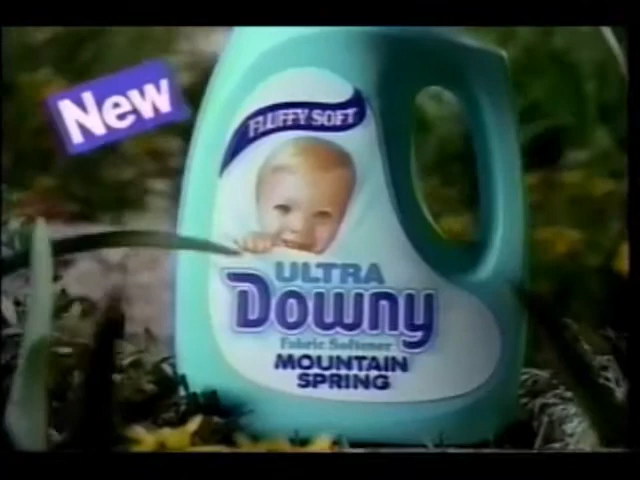 New
FLUFFY SOFT
ULTRA
Downy
Fabric Softener
MOUNTAIN
SPRING